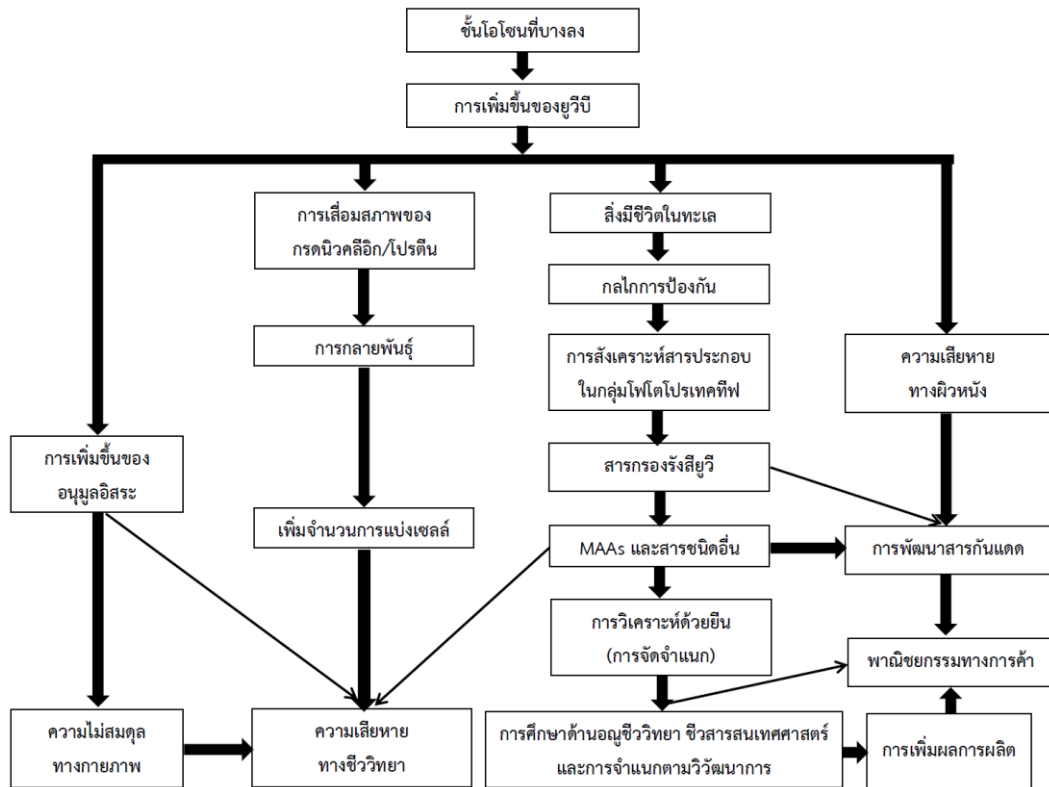 ชั้นโอโซนที่บางลง
การเพิ่มขึ้นของยูวีบี
การเสื่อมสภาพของ
กรดนิวคลีอิก/โปรตีน
สิ่งมีชีวิตในทะเล
กลไกการป้องกัน
การกลายพันธุ์
การสังเคราะห์สารประกอบ
ในกลุ่มโฟโตโปรเทคทีฟ
ความเสียหาย
ทางผิวหนัง
การเพิ่มขึ้นของ
อนุมูลอิสระ
สารกรองรังสียูวี
เพิ่มจำนวนการแบ่งเซลล์
MAAs และสารชนิดอื่น
การพัฒนาสารกันแดด
การวิเคราะห์ด้วยยีน
(การจัดจำแนก)
พาณิชยกรรมทางการค้า
ความไม่สมดุล
ทางกายภาพ
ความเสียหาย
ทางชีววิทยา
การศึกษาด้านอณูชีววิทยา ชีวสารสนเทศศาสตร์
และการจำแนกตามวิวัฒนาการ
การเพิ่มผลการผลิต